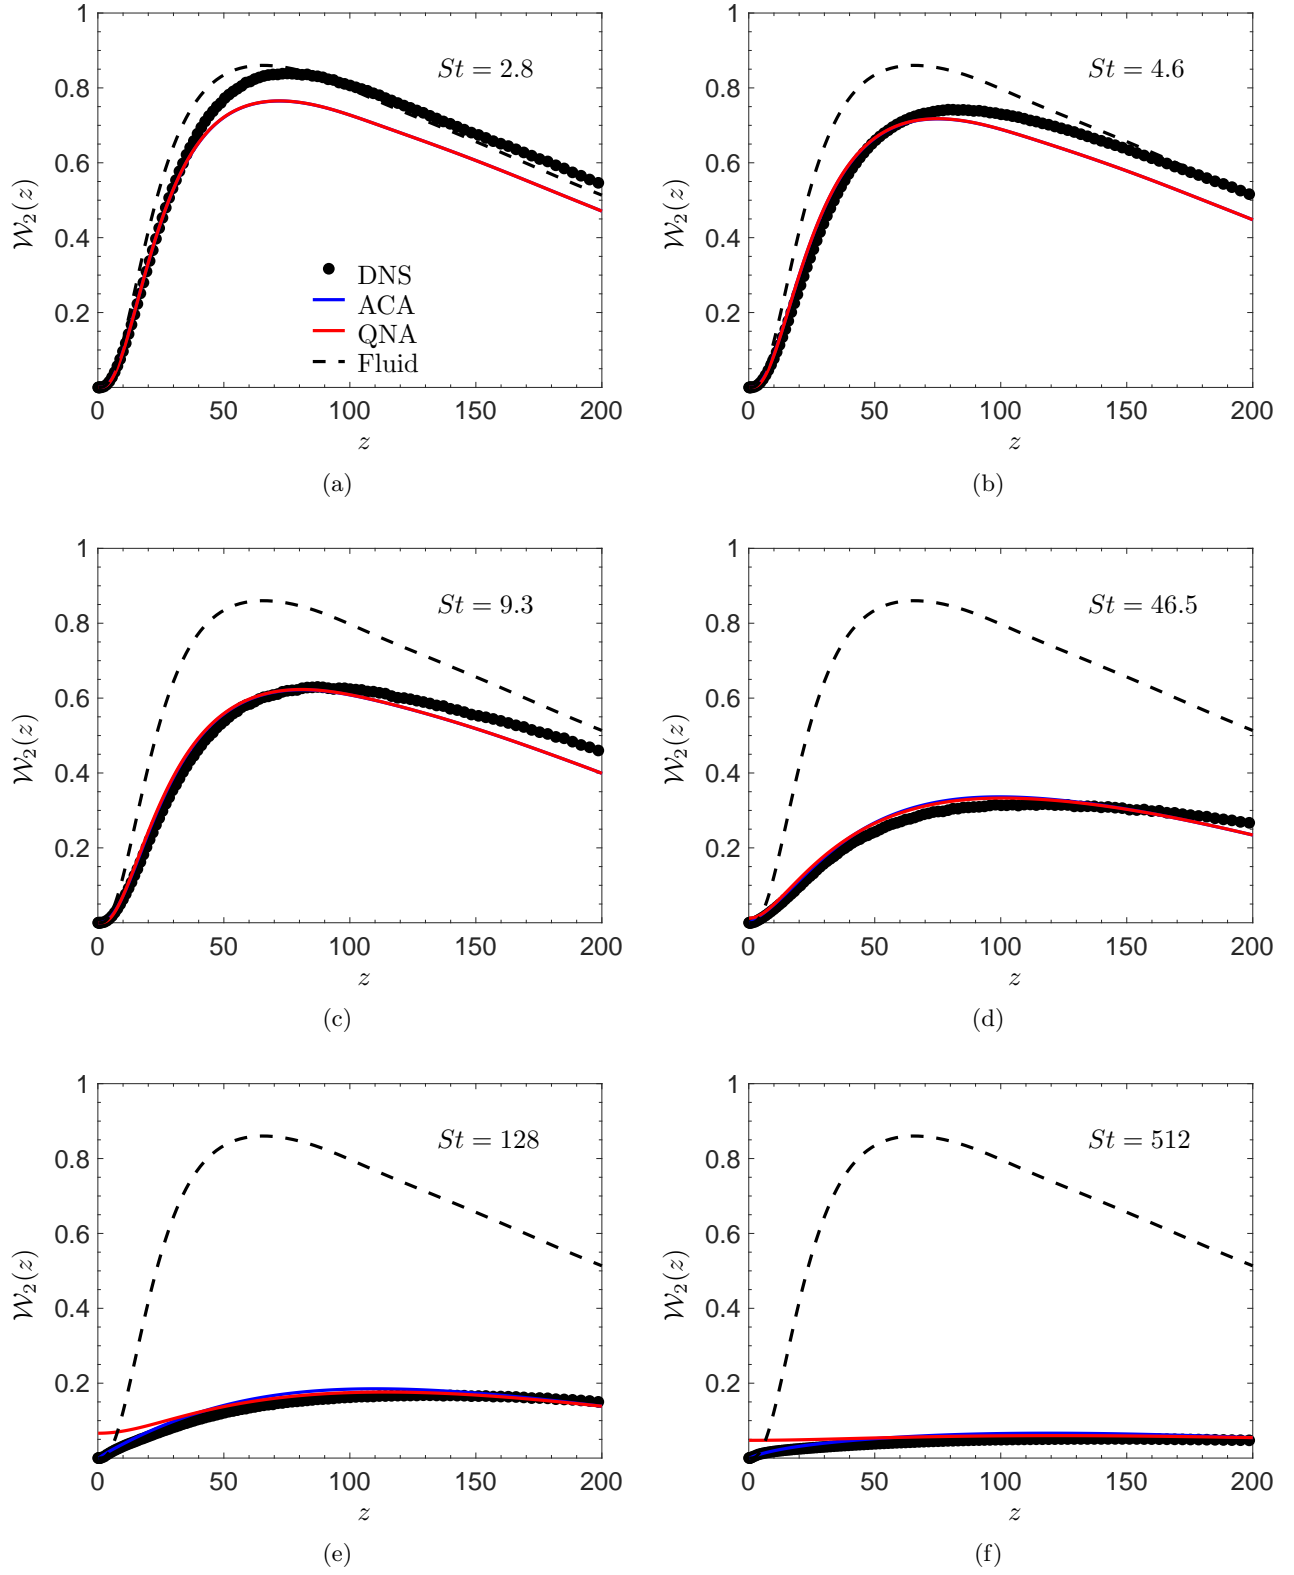 1
0.8
0.6
0.4
0.2
0 50 100 150 200
𝒲₂(z)
z
St = 2.8
DNS
ACA
QNA
Fluid
(a)
1
0.8
0.6
0.4
0.2
0 50 100 150 200
𝒲₂(z)
z
St = 4.6
(b)
1
0.8
0.6
0.4
0.2
0 50 100 150 200
𝒲₂(z)
z
St = 9.3
(c)
1
0.8
0.6
0.4
0.2
0 50 100 150 200
𝒲₂(z)
z
St = 46.5
(d)
1
0.8
0.6
0.4
0.2
0 50 100 150 200
𝒲₂(z)
z
St = 128
(e)
1
0.8
0.6
0.4
0.2
0 50 100 150 200
𝒲₂(z)
z
St = 512
(f)